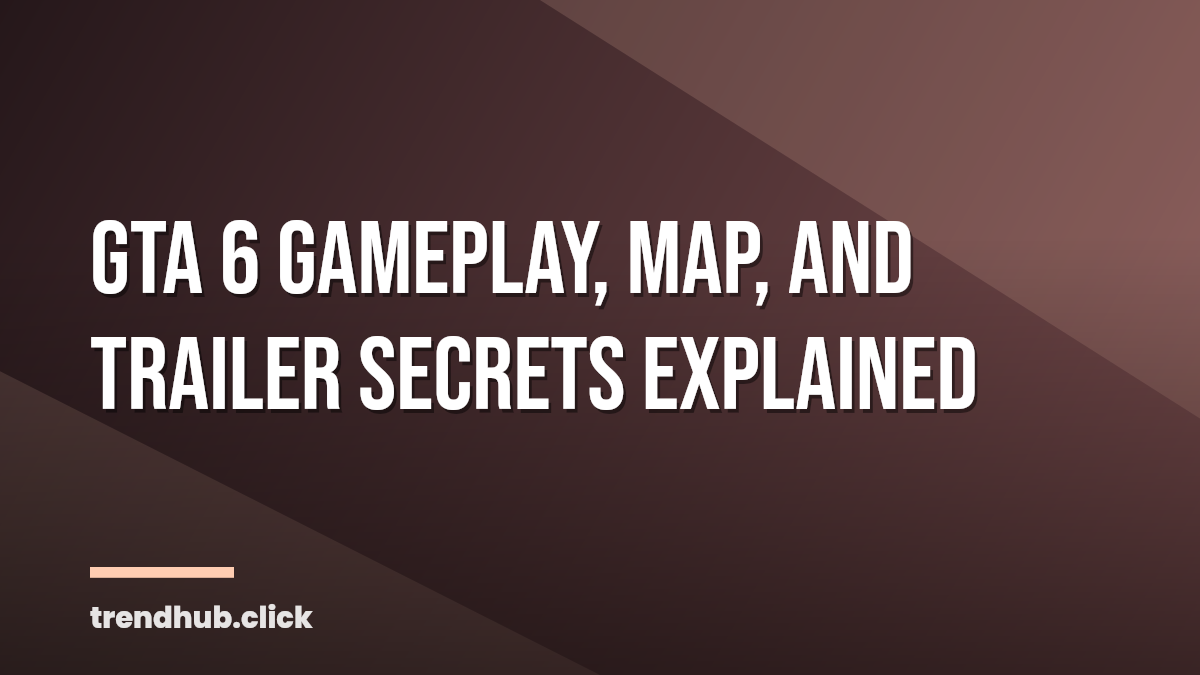 GTA 6 GAMEPLAY, MAP, AND
TRAILER SECRETS EXPLAINED
trendhub.click